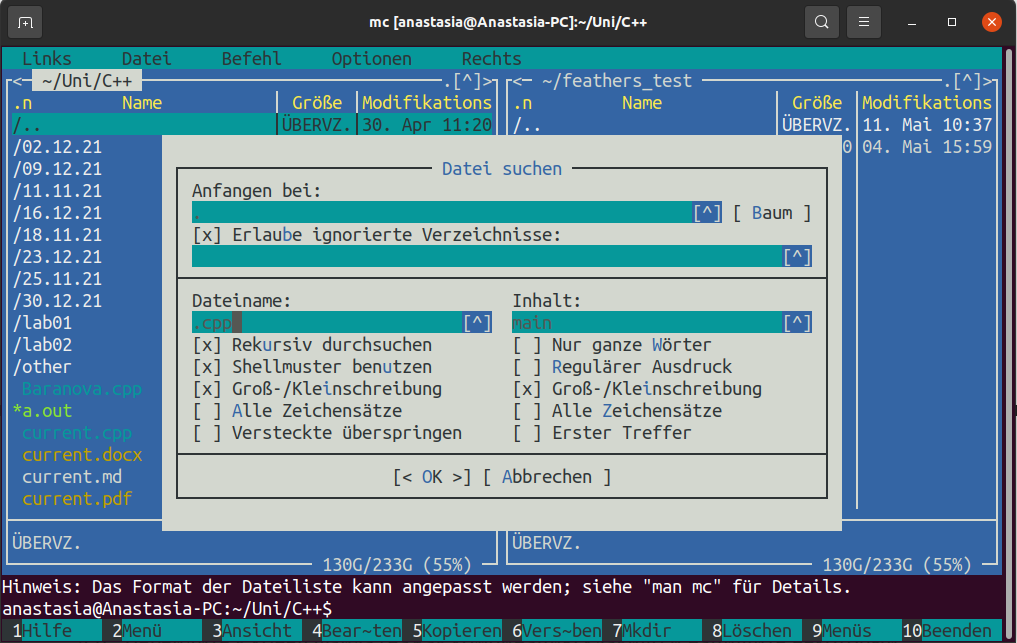 mc [anastasia@Anastasia-PC]:~/Uni/C++
Links Datei Befehl Optionen Rechts
<─ ~/Uni/C++ ─.[^]>
<─ ~/feathers_test ─.[^]>
.n Name Größe Modifikations .n Name Größe Modifikations
/.. ÜBERVZ. 30. Apr 11:20 /.. ÜBERVZ. 11. Mai 10:37
/02.12.21 0 04. Mai 15:59
/09.12.21
/11.11.21
/16.12.21
/18.11.21
/23.12.21
/25.11.21
/30.12.21
/lab01
/lab02
/other
Baranova.cpp
*a.out
current.cpp
current.docx
current.md
current.pdf
Datei suchen
Anfangen bei:
. [^] [ Baum ]
[x] Erlaube ignorierte Verzeichnisse:
[^]
Dateiname: Inhalt:
.cpp [^] main [^]
[x] Rekursiv durchsuchen [ ] Nur ganze Wörter
[x] Shellmuster benutzen [ ] Regulärer Ausdruck
[x] Groß-/Kleinschreibung [x] Groß-/Kleinschreibung
[ ] Alle Zeichensätze [ ] Alle Zeichensätze
[ ] Versteckte überspringen [ ] Erster Treffer
[< OK >] [ Abbrechen ]
ÜBERVZ. ÜBERVZ.
130G/233G (55%) 130G/233G (55%)
Hinweis: Das Format der Dateiliste kann angepasst werden; siehe "man mc" für Details.
anastasia@Anastasia-PC:~/Uni/C++$
1Hilfe 2Menü 3Ansicht 4Bear~ten 5Kopieren 6Vers~ben 7Mkdir 8Löschen 9Menüs 10Beenden